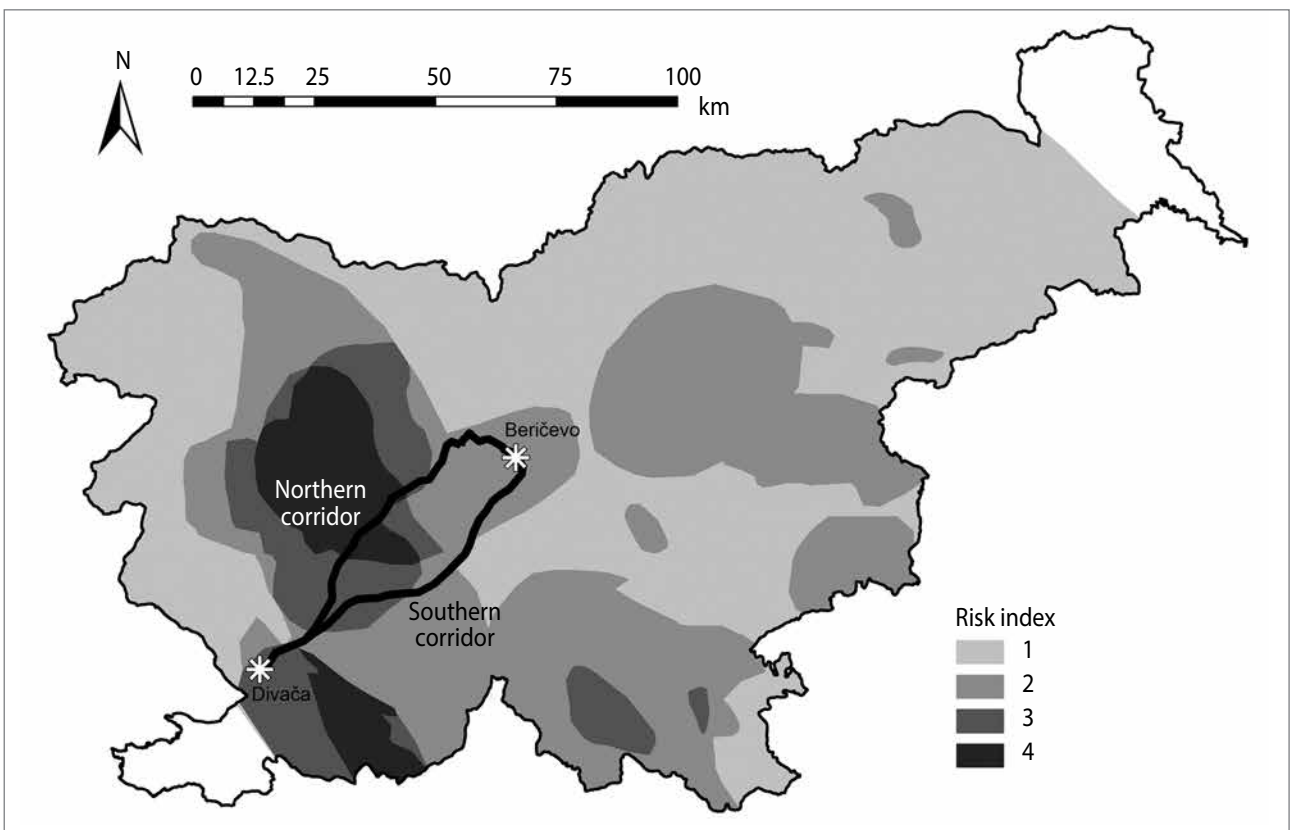 N
0 12.5 25 50 75 100
km
Beričevo
Northern
corridor
Southern
corridor
Divača
Risk index
1
2
3
4